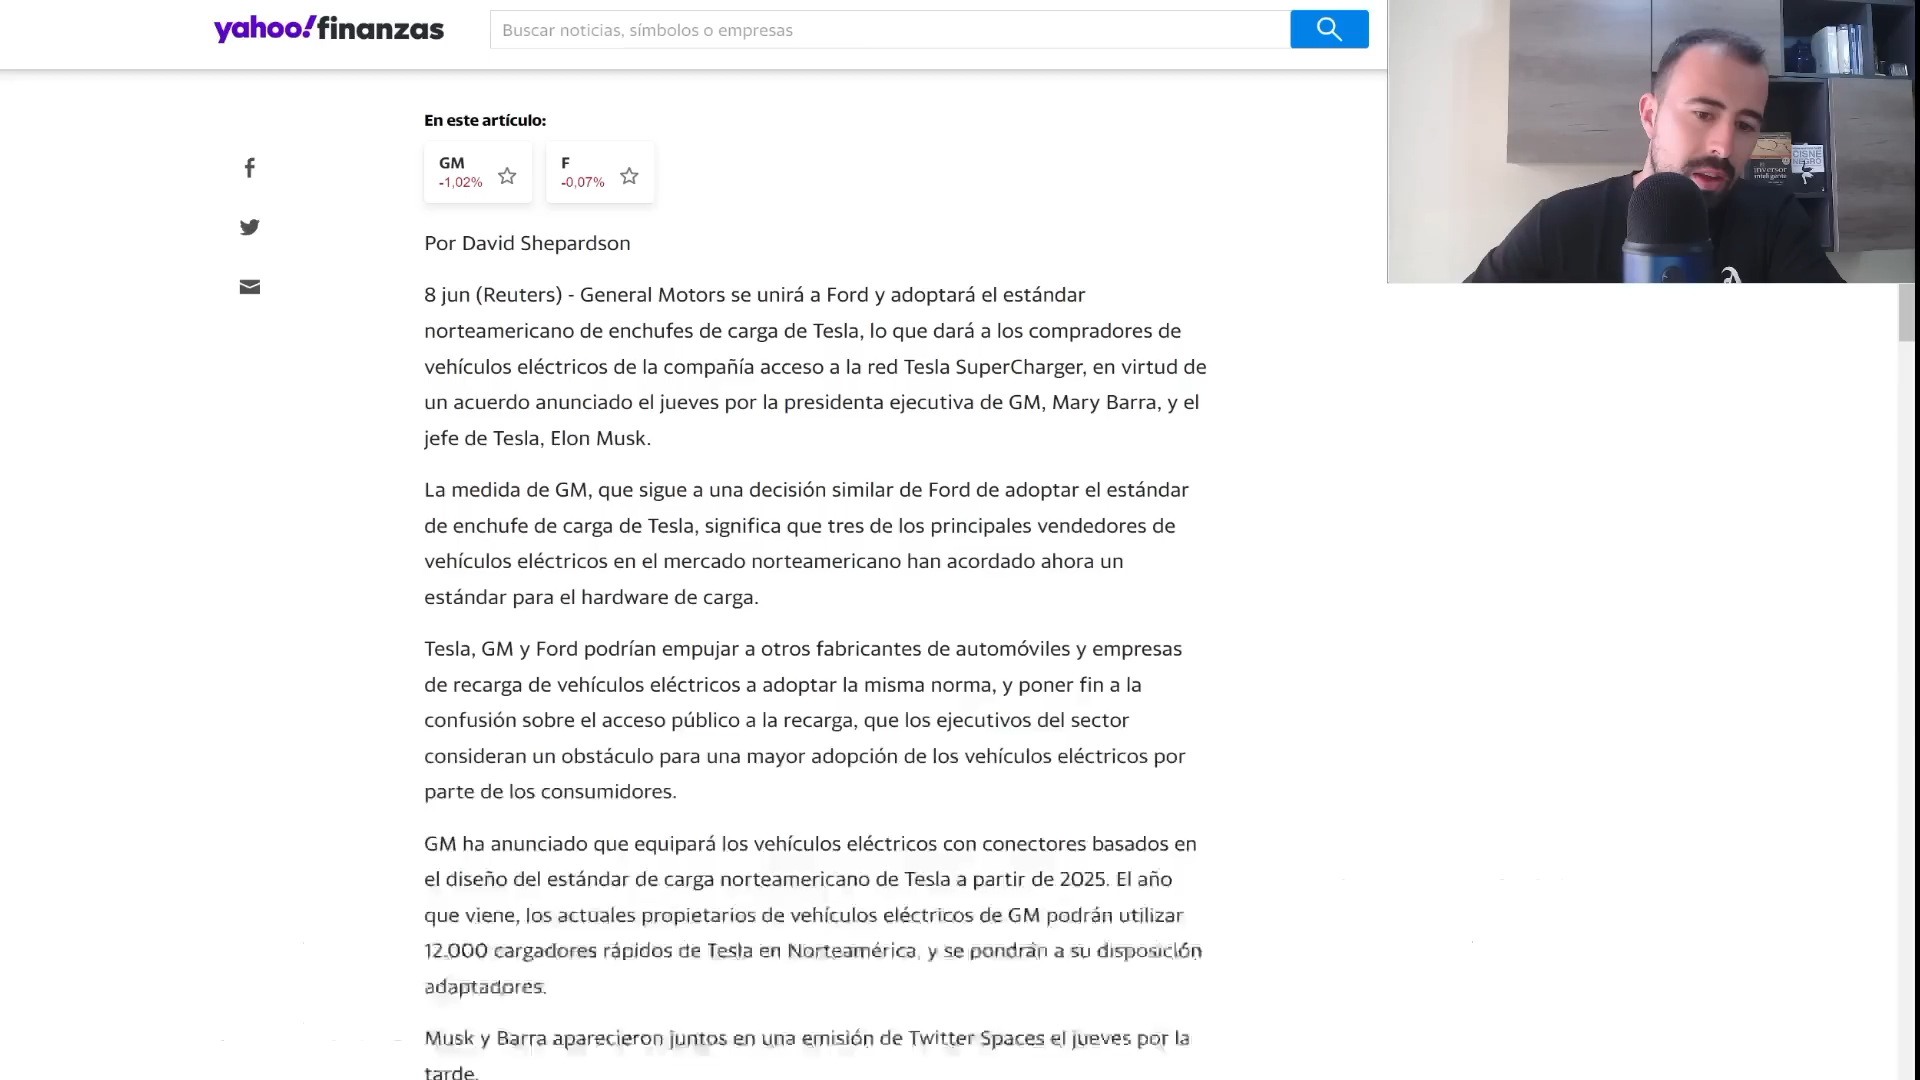 yahoo!finanzas
Buscar noticias, símbolos o empresas
En este artículo:
GM
-1,02%
F
-0,07%
Por David Shepardson
8 jun (Reuters) - General Motors se unirá a Ford y adoptará el estándar
norteamericano de enchufes de carga de Tesla, lo que dará a los compradores de
vehículos eléctricos de la compañía acceso a la red Tesla SuperCharger, en virtud de
un acuerdo anunciado el jueves por la presidenta ejecutiva de GM, Mary Barra, y el
jefe de Tesla, Elon Musk.
La medida de GM, que sigue a una decisión similar de Ford de adoptar el estándar
de enchufe de carga de Tesla, significa que tres de los principales vendedores de
vehículos eléctricos en el mercado norteamericano han acordado ahora un
estándar para el hardware de carga.
Tesla, GM y Ford podrían empujar a otros fabricantes de automóviles y empresas
de recarga de vehículos eléctricos a adoptar la misma norma, y poner fin a la
confusión sobre el acceso público a la recarga, que los ejecutivos del sector
consideran un obstáculo para una mayor adopción de los vehículos eléctricos por
parte de los consumidores.
GM ha anunciado que equipará los vehículos eléctricos con conectores basados en
el diseño del estándar de carga norteamericano de Tesla a partir de 2025. El año
que viene, los actuales propietarios de vehículos eléctricos de GM podrán utilizar
12.000 cargadores rápidos de Tesla en Norteamérica, y se pondrán a su disposición
adaptadores.
Musk y Barra aparecieron juntos en una emisión de Twitter Spaces el jueves por la
tarde.
inversor
inteligente
CISNE
NEGRO